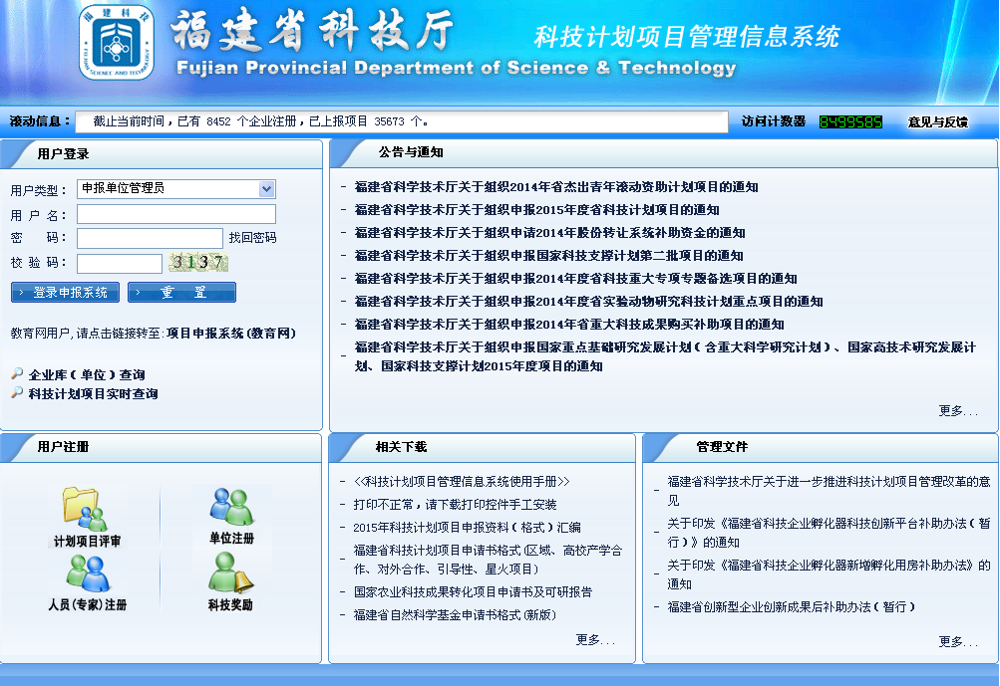 福建科技
FUJIAN SCIENCE AND TECHNOLOGY
福建省科技厅
科技计划项目管理信息系统
Fujian Provincial Department of Science & Technology
滚动信息：
截止当前时间，已有 8452 个企业注册，已上报项目 35673 个。
访问计数器
8499589
意见与反馈
用户登录
用户类型：
申报单位管理员
用 户 名：
密 码：
找回密码
校 验 码：
3137
登录申报系统
重 置
教育网用户,请点击链接转至:项目申报系统(教育网)
企业库（单位）查询
科技计划项目实时查询
公告与通知
- 福建省科学技术厅关于组织2014年省杰出青年滚动资助计划项目的通知
- 福建省科学技术厅关于组织申报2015年度省科技计划项目的通知
- 福建省科学技术厅关于组织申请2014年股份转让系统补助资金的通知
- 福建省科学技术厅关于组织申报国家科技支撑计划第二批项目的通知
- 福建省科学技术厅关于组织申报2014年度省科技重大专项专题备选项目的通知
- 福建省科学技术厅关于组织申报2014年度省实验动物研究科技计划重点项目的通知
- 福建省科学技术厅关于组织申报2014年省重大科技成果购买补助项目的通知
- 福建省科学技术厅关于组织申报国家重点基础研究发展计划（含重大科学研究计划）、国家高技术研究发展计
划、国家科技支撑计划2015年度项目的通知
更多...
用户注册
计划项目评审
单位注册
人员(专家)注册
科技奖励
相关下载
- <<科技计划项目管理信息系统使用手册>>
- 打印不正常，请下载打印控件手工安装
- 2015年科技计划项目申报资料（格式）汇编
- 福建省科技计划项目申请书格式(区域、高校产学合
作、对外合作、引导性、星火项目)
- 国家农业科技成果转化项目申请书及可研报告
- 福建省自然科学基金申请书格式(新版)
更多...
管理文件
- 福建省科学技术厅关于进一步推进科技计划项目管理改革的意
见
- 关于印发《福建省科技企业孵化器科技创新平台补助办法（暂
行）》的通知
- 关于印发《福建省科技企业孵化器新增孵化用房补助办法》的
通知
- 福建省创新型企业创新成果后补助办法（暂行）
更多...